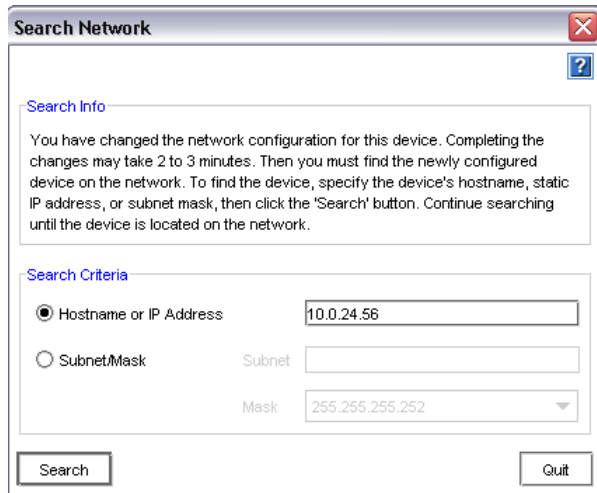 Search Network
?
Search Info
You have changed the network configuration for this device. Completing the
changes may take 2 to 3 minutes. Then you must find the newly configured
device on the network. To find the device, specify the device's hostname, static
IP address, or subnet mask, then click the 'Search' button. Continue searching
until the device is located on the network.
Search Criteria
Hostname or IP Address 10.0.24.56
Subnet/Mask Subnet
Mask 255.255.255.252
Search Quit